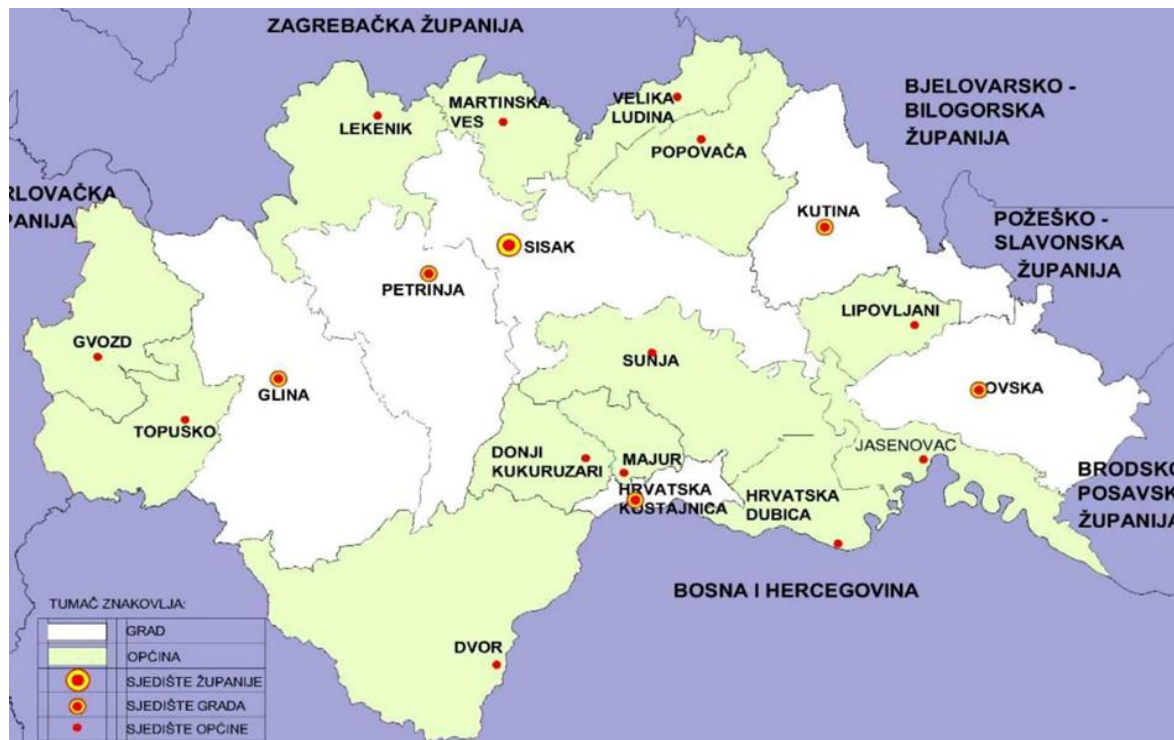 ZAGREBAČKA ŽUPANIJA
BJELOVARSKO -
BILOGORSKA
ŽUPANIJA
MARTINSKA
VES
VELIKA
LUDINA
LEKENIK
POPOVAČA
RLOVAČKA
PANIJA
KUTINA
POŽEŠKO -
SLAVONSKA
ŽUPANIJA
SISAK
PETRINJA
LIPOVLJANI
GVOZD
SUNJA
GLINA
OVSKA
TOPUSKO
DONJI
KUKURUZARI
MAJUR
JASENOVAC
HRVATSKA
KOSTAJNICA
HRVATSKA
DUBICA
BRODSKO
POSAVSK
ŽUPANIJA
BOSNA I HERCEGOVINA
DVOR
TUMAČ ZNAKOVLJA:
GRAD
OPĆINA
SJEDIŠTE ŽUPANIJE
SJEDIŠTE GRADA
SJEDIŠTE OPĆINE